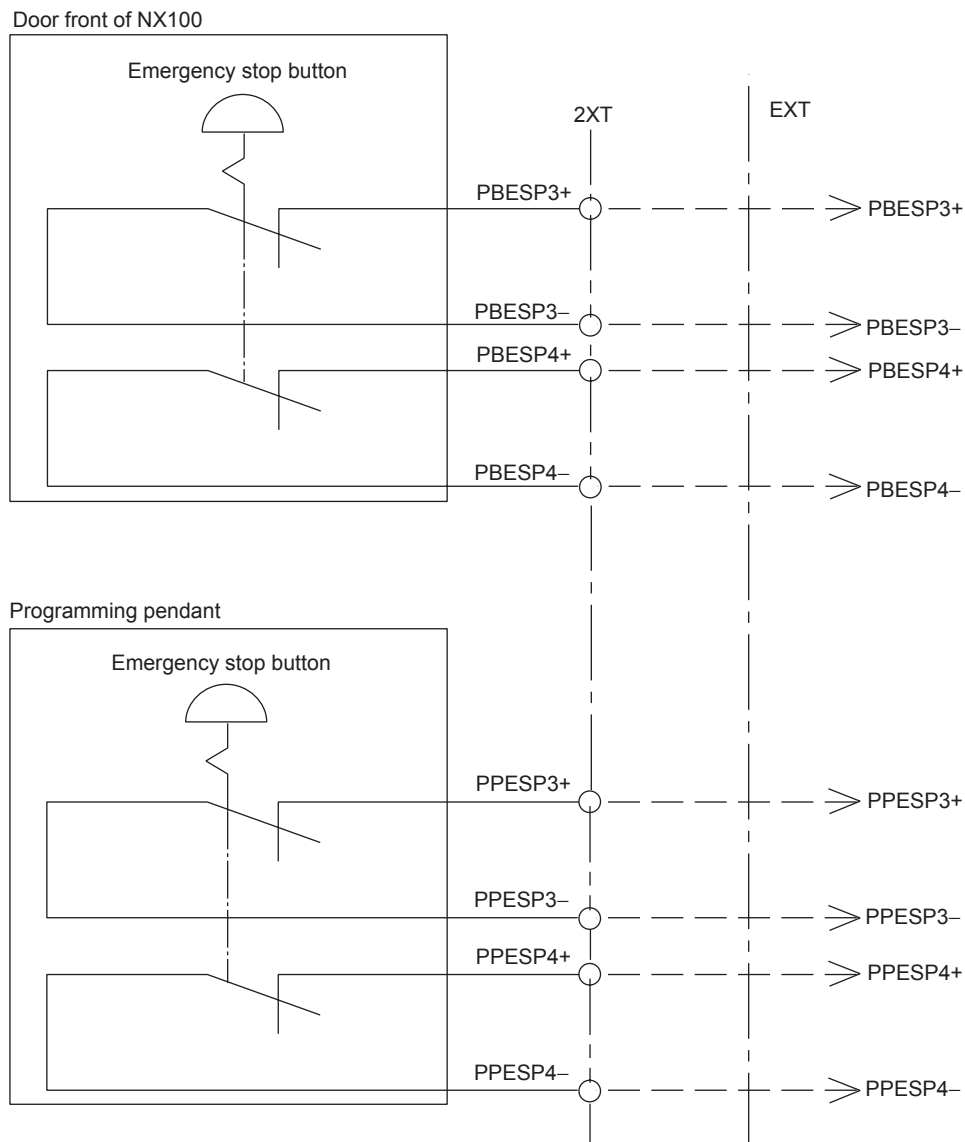 Door front of NX100
Emergency stop button
2XT
EXT
PBESP3+
PBESP3+
PBESP3–
PBESP3–
PBESP4+
PBESP4+
PBESP4–
PBESP4–
Programming pendant
Emergency stop button
PPESP3+
PPESP3+
PPESP3–
PPESP3–
PPESP4+
PPESP4+
PPESP4–
PPESP4–